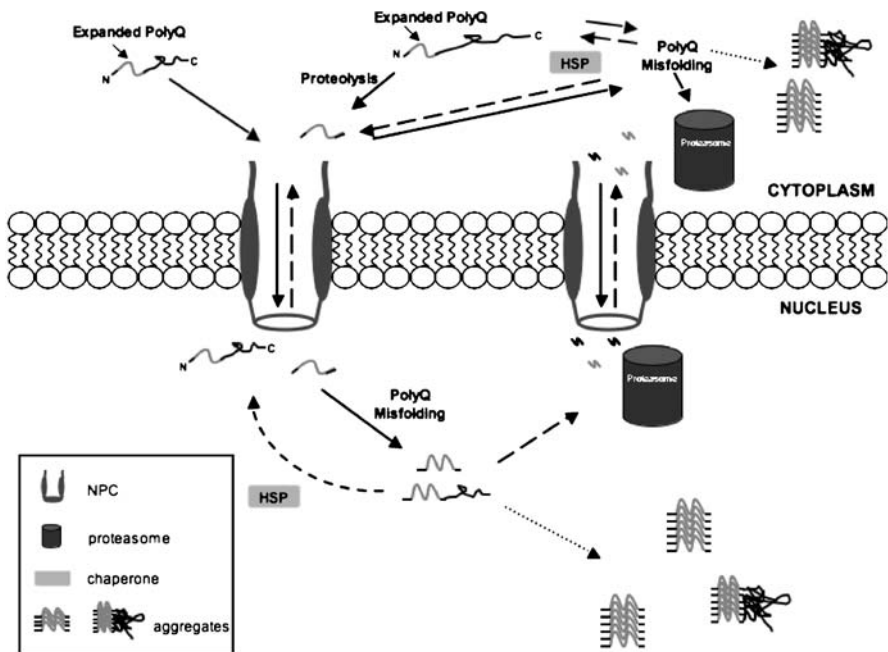 Expanded PolyQ
Expanded PolyQ
N
C
N
C
HSP
PolyQ
Misfolding
Proteolysis
Proteasome
CYTOPLASM
NUCLEUS
N
C
PolyQ
Misfolding
Proteasome
HSP
NPC
proteasome
chaperone
aggregates